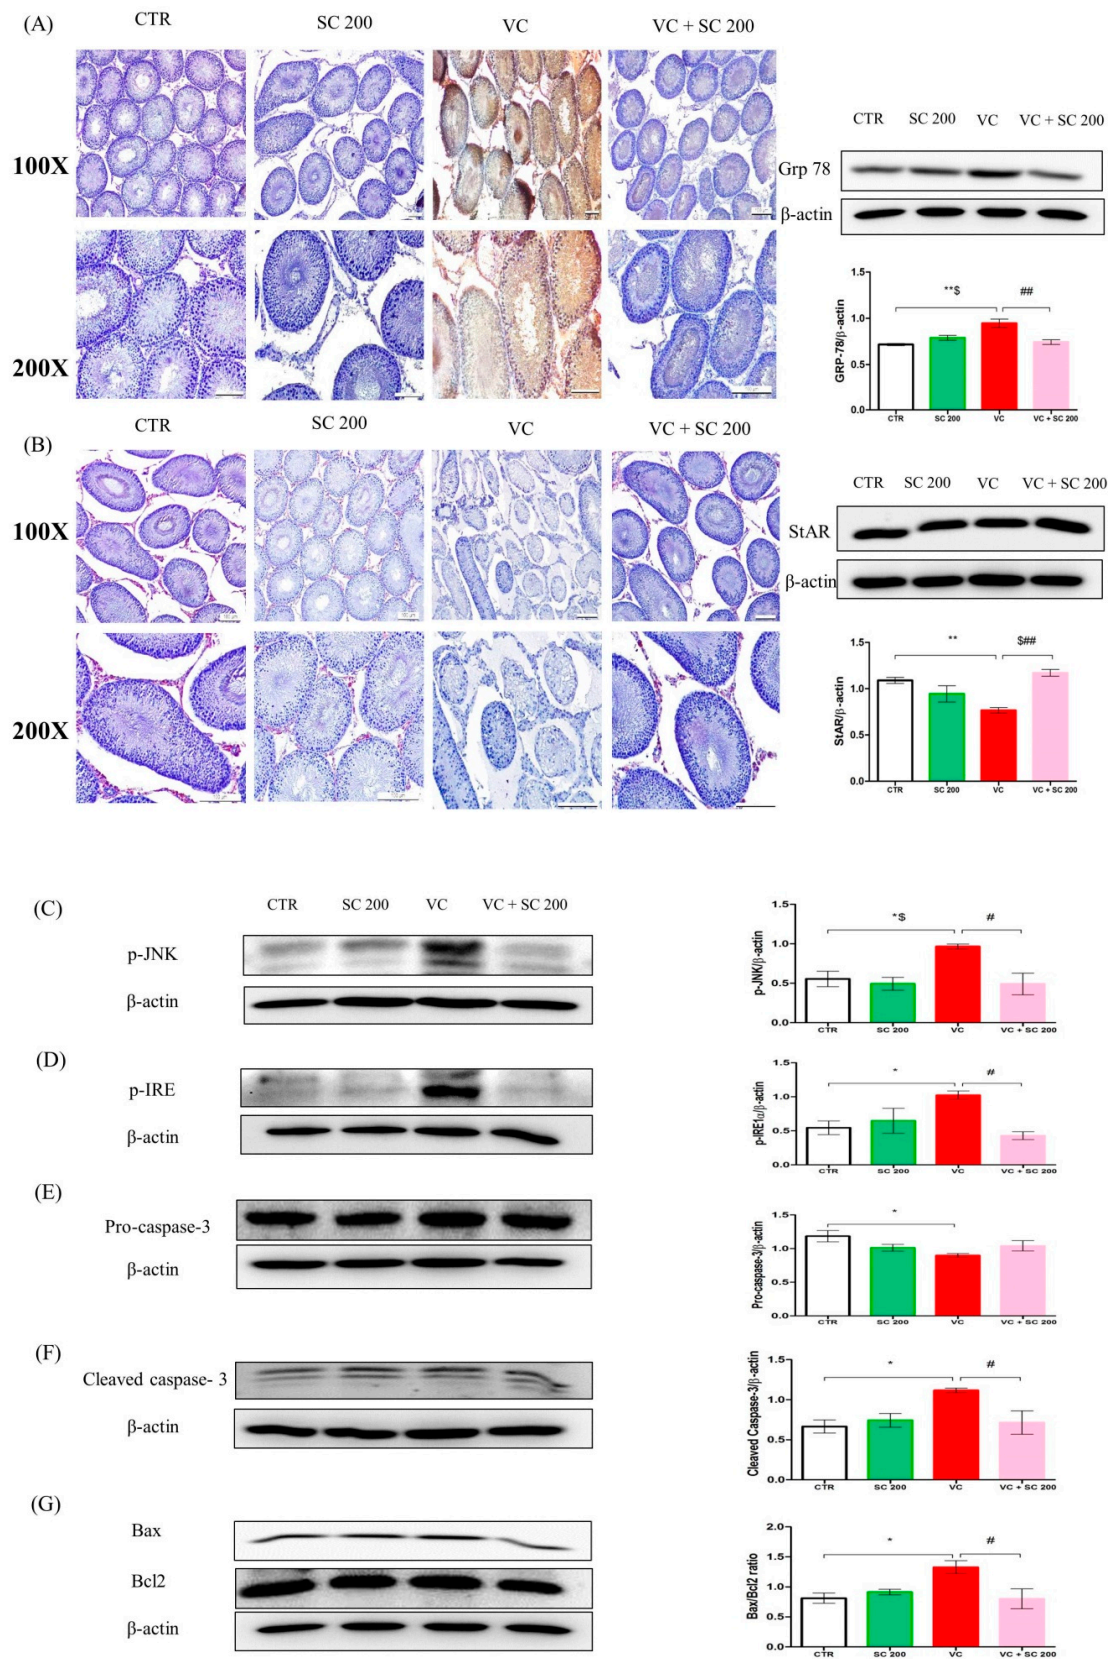 (A)
CTR SC 200 VC VC + SC 200
100X
200X
CTR SC 200 VC VC + SC 200
Grp 78
β-actin
GRP-78/β-actin
1.5
1.0
0.5
0.0
**$ ##
CTR SC 200 VC VC + SC 200
(B)
CTR SC 200 VC VC + SC 200
100X
200X
CTR SC 200 VC VC + SC 200
StAR
β-actin
StAR/β-actin
1.5
1.0
0.5
0.0
** $##
CTR SC 200 VC VC + SC 200
(C)
CTR SC 200 VC VC + SC 200
p-JNK
β-actin
p-JNK/β-actin
1.5
1.0
0.5
0.0
*$ #
CTR SC 200 VC VC + SC 200
(D)
p-IRE
β-actin
p-IRE1α/β-actin
1.5
1.0
0.5
0.0
* #
CTR SC 200 VC VC + SC 200
(E)
Pro-caspase-3
β-actin
Pro-caspase-3/β-actin
1.5
1.0
0.5
0.0
*
CTR SC 200 VC VC + SC 200
(F)
Cleaved caspase- 3
β-actin
Cleaved Caspase-3/β-actin
1.5
1.0
0.5
0.0
* #
CTR SC 200 VC VC + SC 200
(G)
Bax
Bcl2
β-actin
Bax/Bcl2 ratio
2.0
1.5
1.0
0.5
0.0
* #
CTR SC 200 VC VC + SC 200